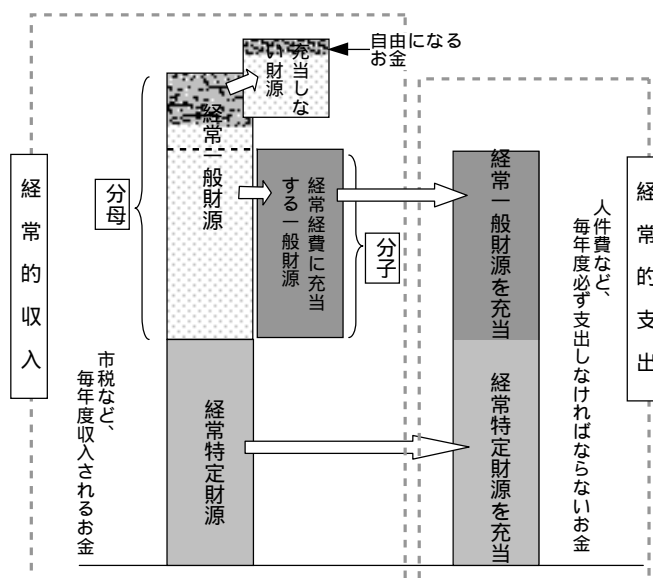 自由になる
お金
充当しな
い財源
経常一般財源
分母
経常経費に充当
する一般財源
分子
経常的収入
市税など、
毎年度収入されるお金
経常特定財源
経常一般財源を充当
経常特定財源を充当
人件費など、
毎年度必ず支出しなければならないお金
経常的支出